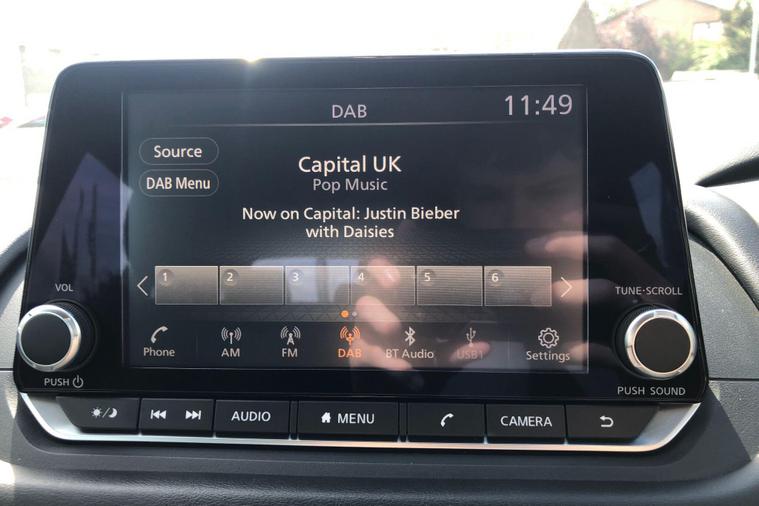 DAB
11:49
Source
Capital UK
Pop Music
DAB Menu
Now on Capital: Justin Bieber
with Daisies
1 2 3 4 5 6
VOL
TUNE·SCROLL
Phone AM FM DAB BT Audio USB1 Settings
PUSH
PUSH SOUND
AUDIO MENU CAMERA